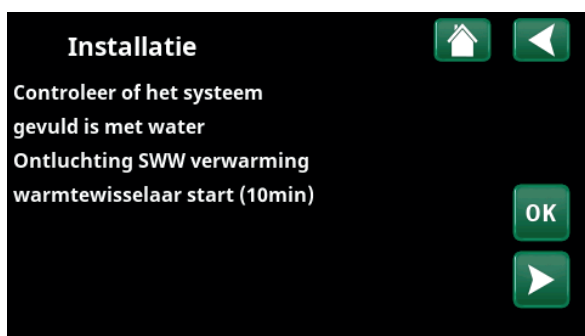 Installatie
Controleer of het systeem
gevuld is met water
Ontluchting SWW verwarming
warmtewisselaar start (10min)
OK